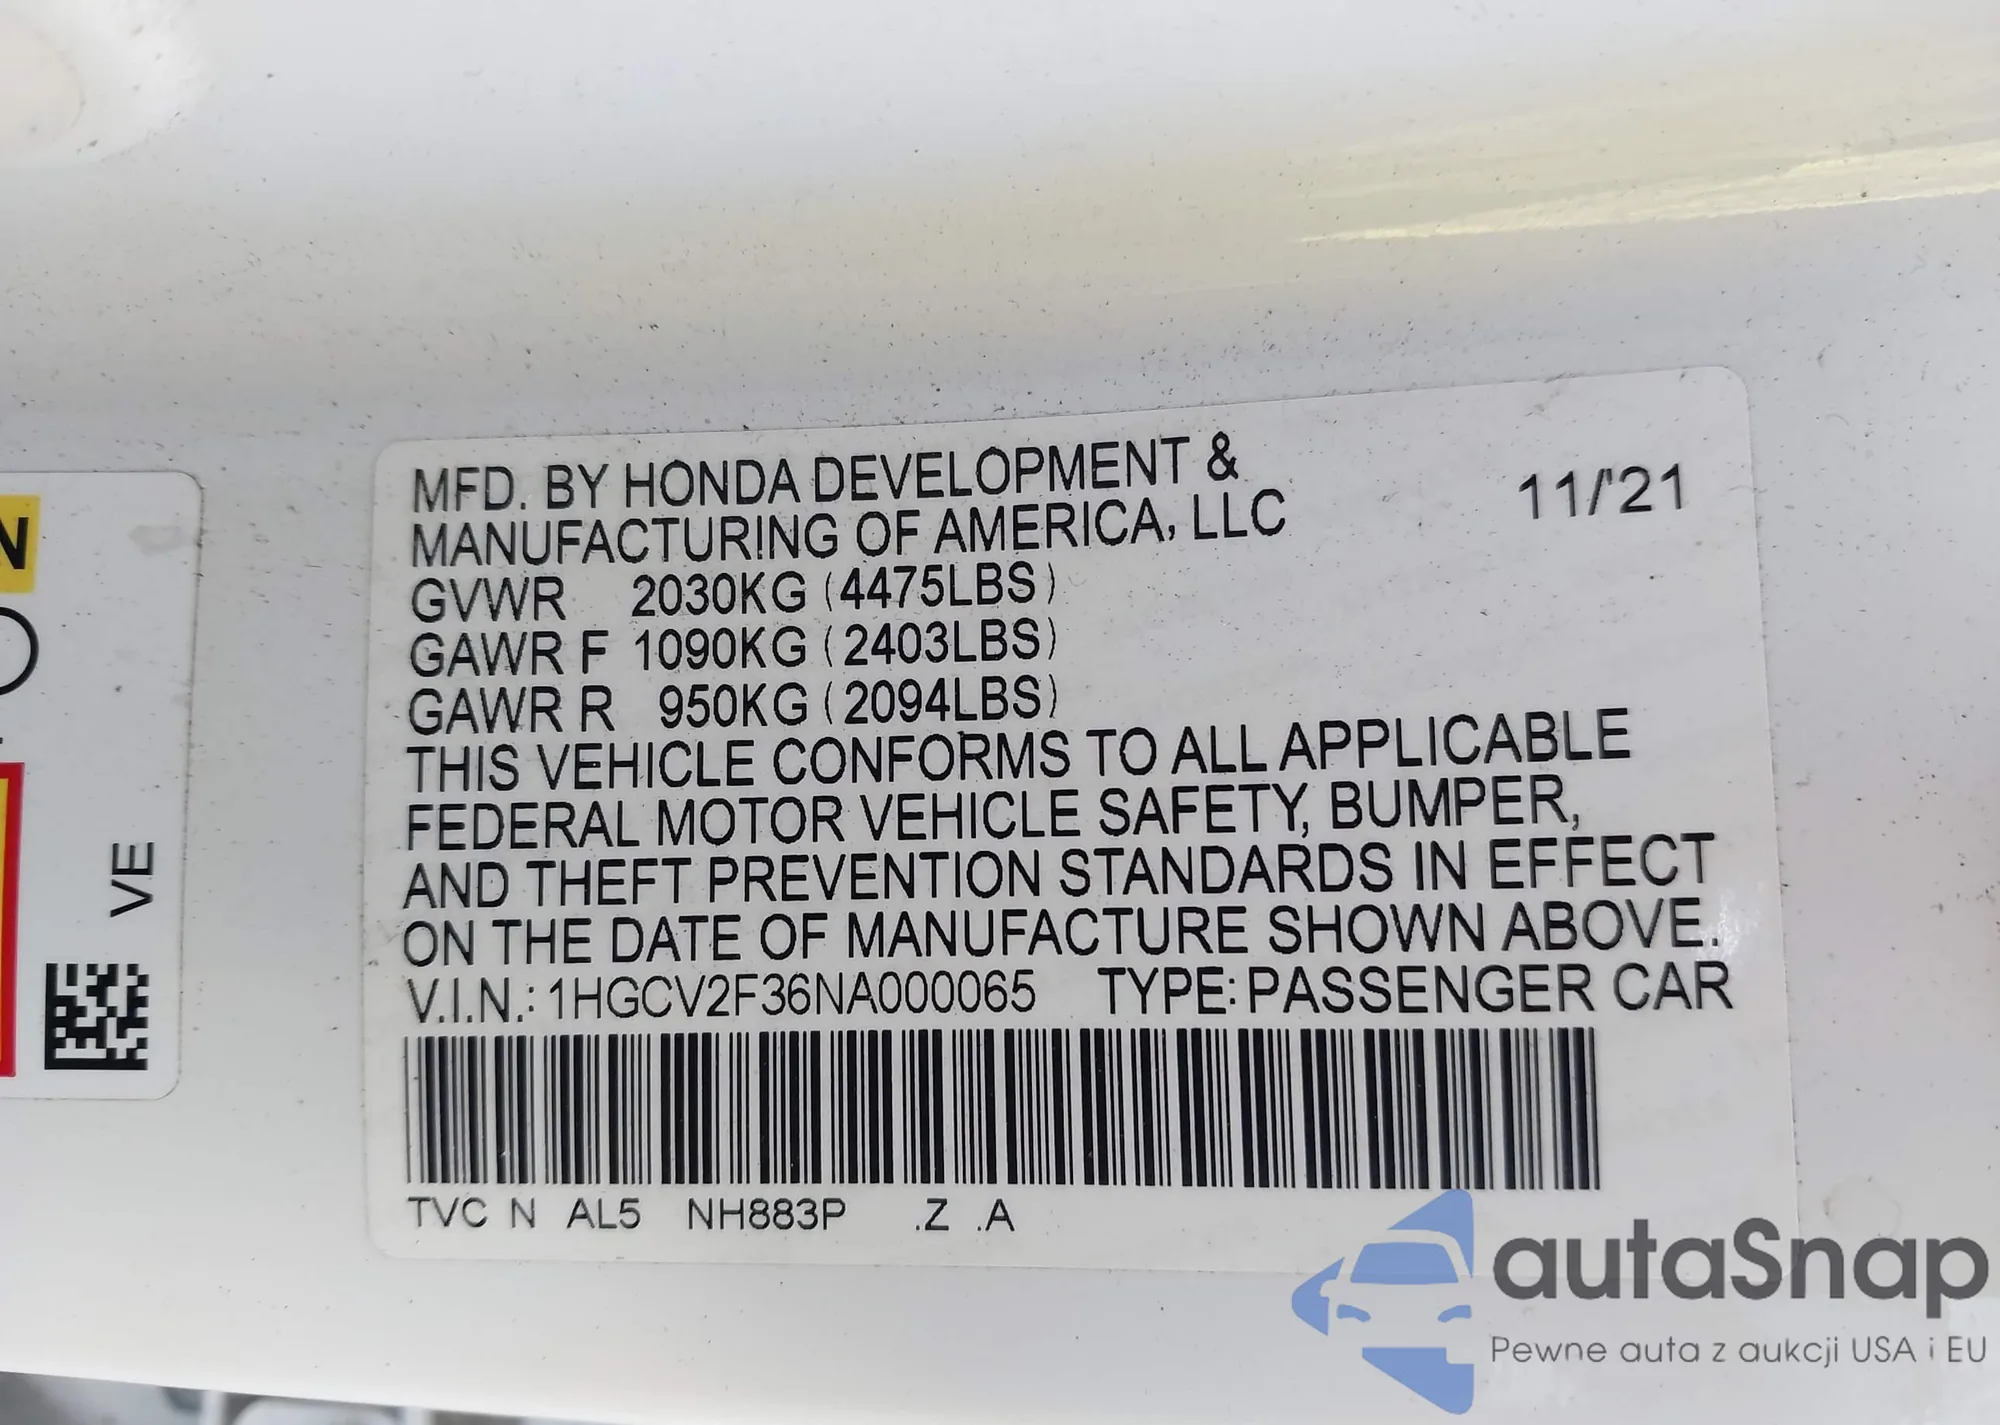 MFD. BY HONDA DEVELOPMENT &
MANUFACTURING OF AMERICA, LLC
11/'21
GVWR 2030KG (4475LBS)
GAWR F 1090KG (2403LBS)
GAWR R 950KG (2094LBS)
THIS VEHICLE CONFORMS TO ALL APPLICABLE
FEDERAL MOTOR VEHICLE SAFETY, BUMPER,
AND THEFT PREVENTION STANDARDS IN EFFECT
ON THE DATE OF MANUFACTURE SHOWN ABOVE.
V.I.N.: 1HGCV2F36NA000065 TYPE: PASSENGER CAR
TVC N AL5 NH883P .Z .A
N
VE
autaSnap
Pewne auta z aukcji USA i EU